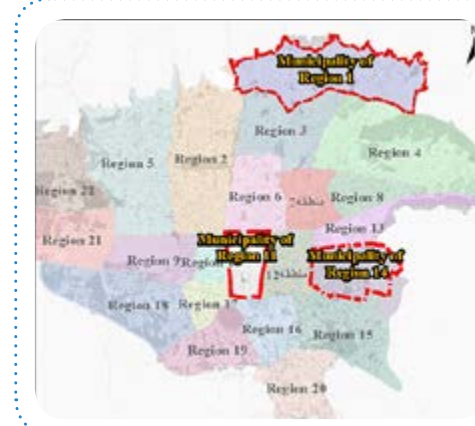 Municipality of
Region 1
Region 3
Region 4
Region 5
Region 2
Region 6
Region 8
Region 22
Region 13
Region 21
Municipality of
Region 11
Municipality of
Region 14
Region 9
Region
12
Region 18
Region 17
Region 16
Region 15
Region 19
Region 20